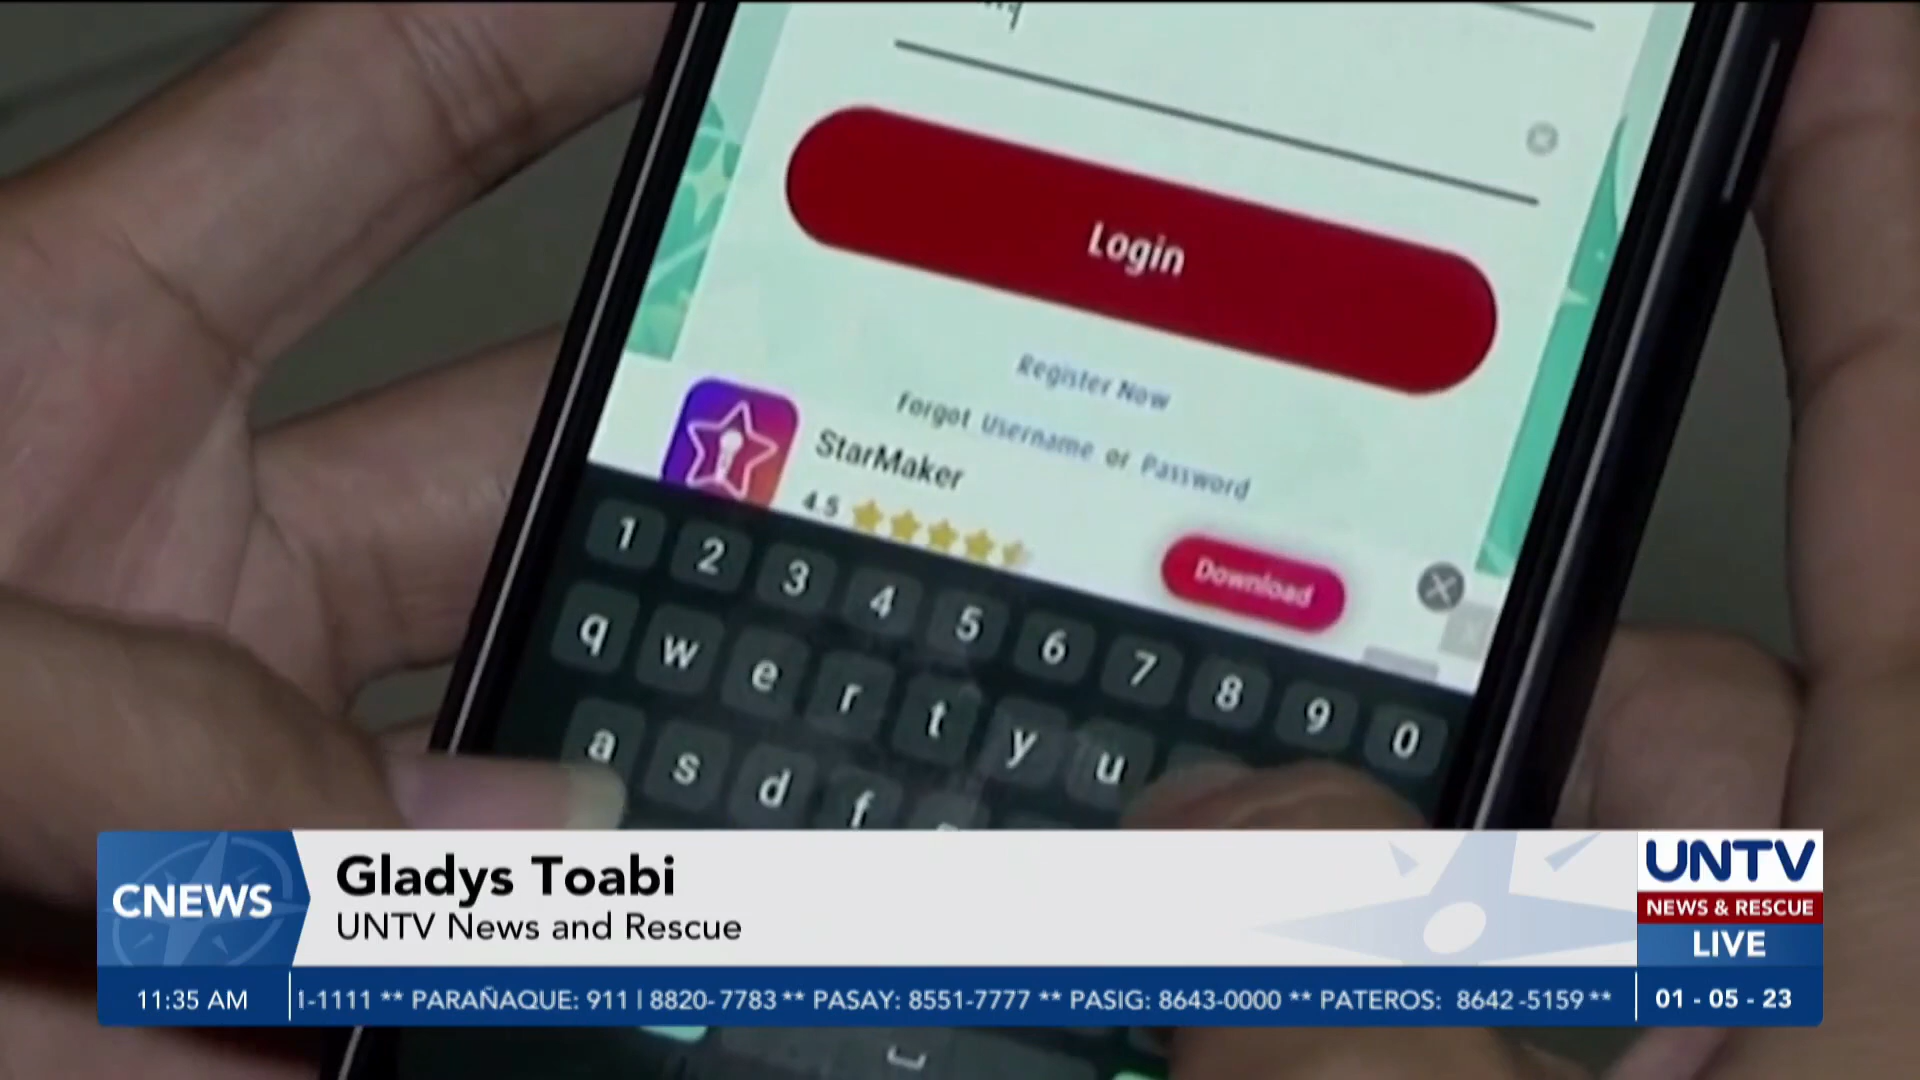 Login
Register Now
Forgot Username or Password
StarMaker
4.5
Download
1 2 3 4 5 6 7 8 9 0
q w e r t y u
a s d f
CNEWS
Gladys Toabi
UNTV News and Rescue
UNTV
NEWS & RESCUE
LIVE
11:35 AM
1-1111 ** PARAÑAQUE: 911 | 8820-7783 ** PASAY: 8551-7777 ** PASIG: 8643-0000 ** PATEROS: 8642-5159 **
01 - 05 - 23